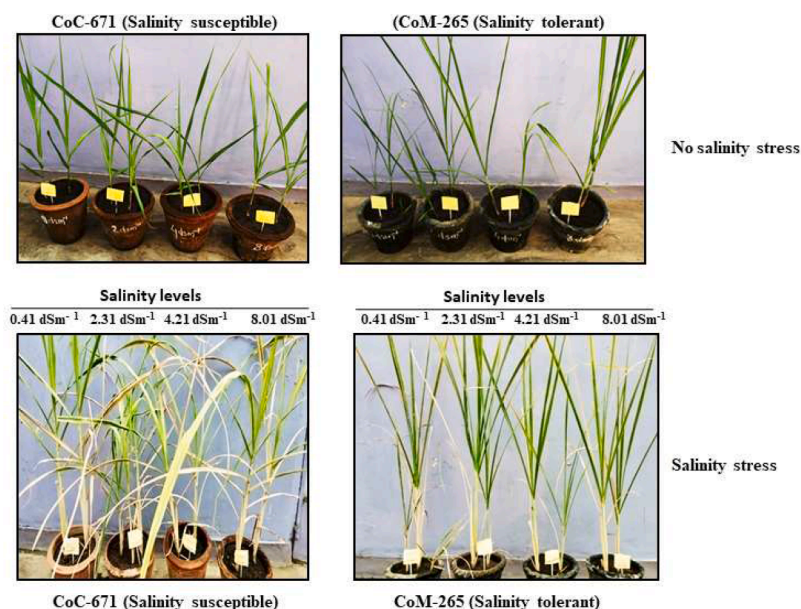 CoC-671 (Salinity susceptible)
(CoM-265 (Salinity tolerant)
No salinity stress
2 dsm⁻¹
Salinity levels
0.41 dSm⁻ ¹ 2.31 dSm⁻¹ 4.21 dSm⁻¹ 8.01 dSm⁻¹
Salinity levels
0.41 dSm⁻¹ 2.31 dSm⁻¹ 4.21 dSm⁻¹ 8.01 dSm⁻¹
Salinity stress
CoC-671 (Salinity susceptible)
CoM-265 (Salinity tolerant)